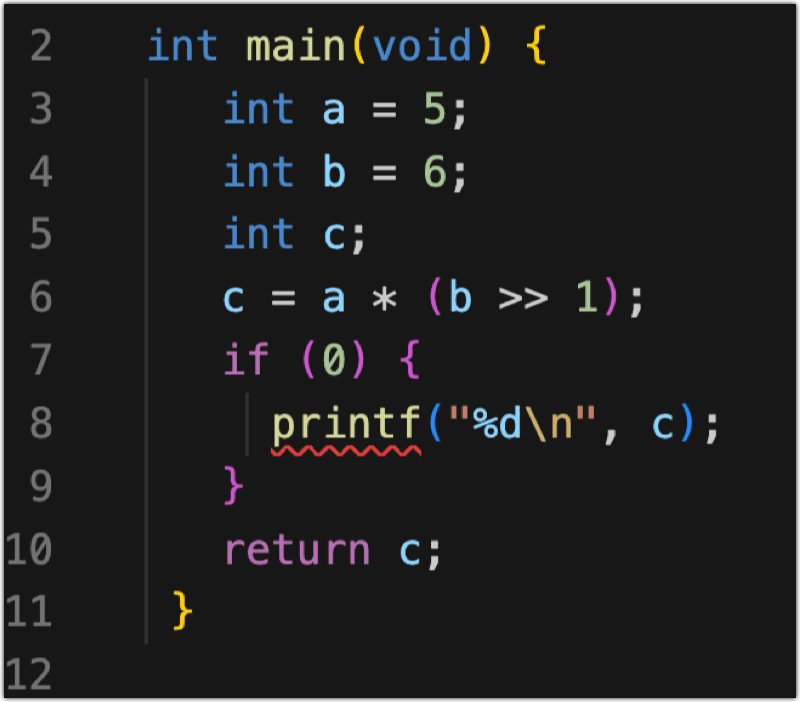 2 int main(void) {
3 int a = 5;
4 int b = 6;
5 int c;
6 c = a * (b >> 1);
7 if (0) {
8 printf("%d\n", c);
9 }
10 return c;
11 }
12